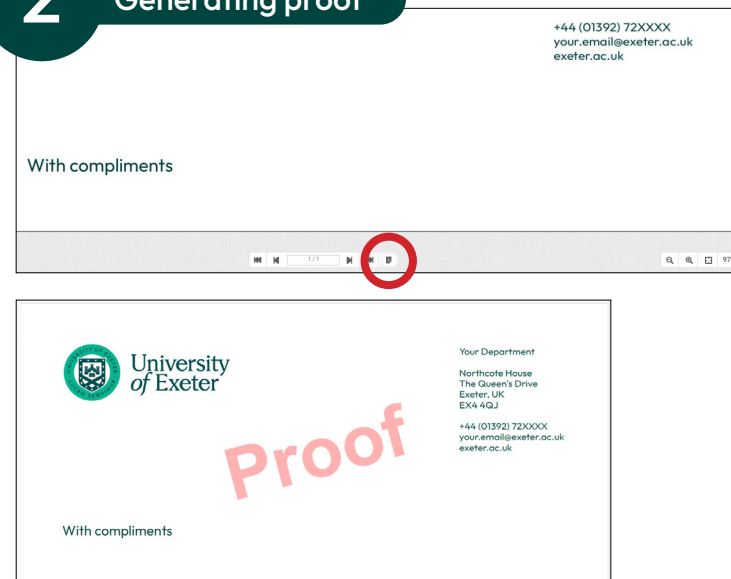 2
Generating proof
+44 (01392) 72XXXX
your.email@exeter.ac.uk
exeter.ac.uk
With compliments
1 / 1
97
University
of Exeter
Your Department
Northcote House
The Queen's Drive
Exeter, UK
EX4 4QJ
+44 (01392) 72XXXX
your.email@exeter.ac.uk
exeter.ac.uk
Proof
With compliments